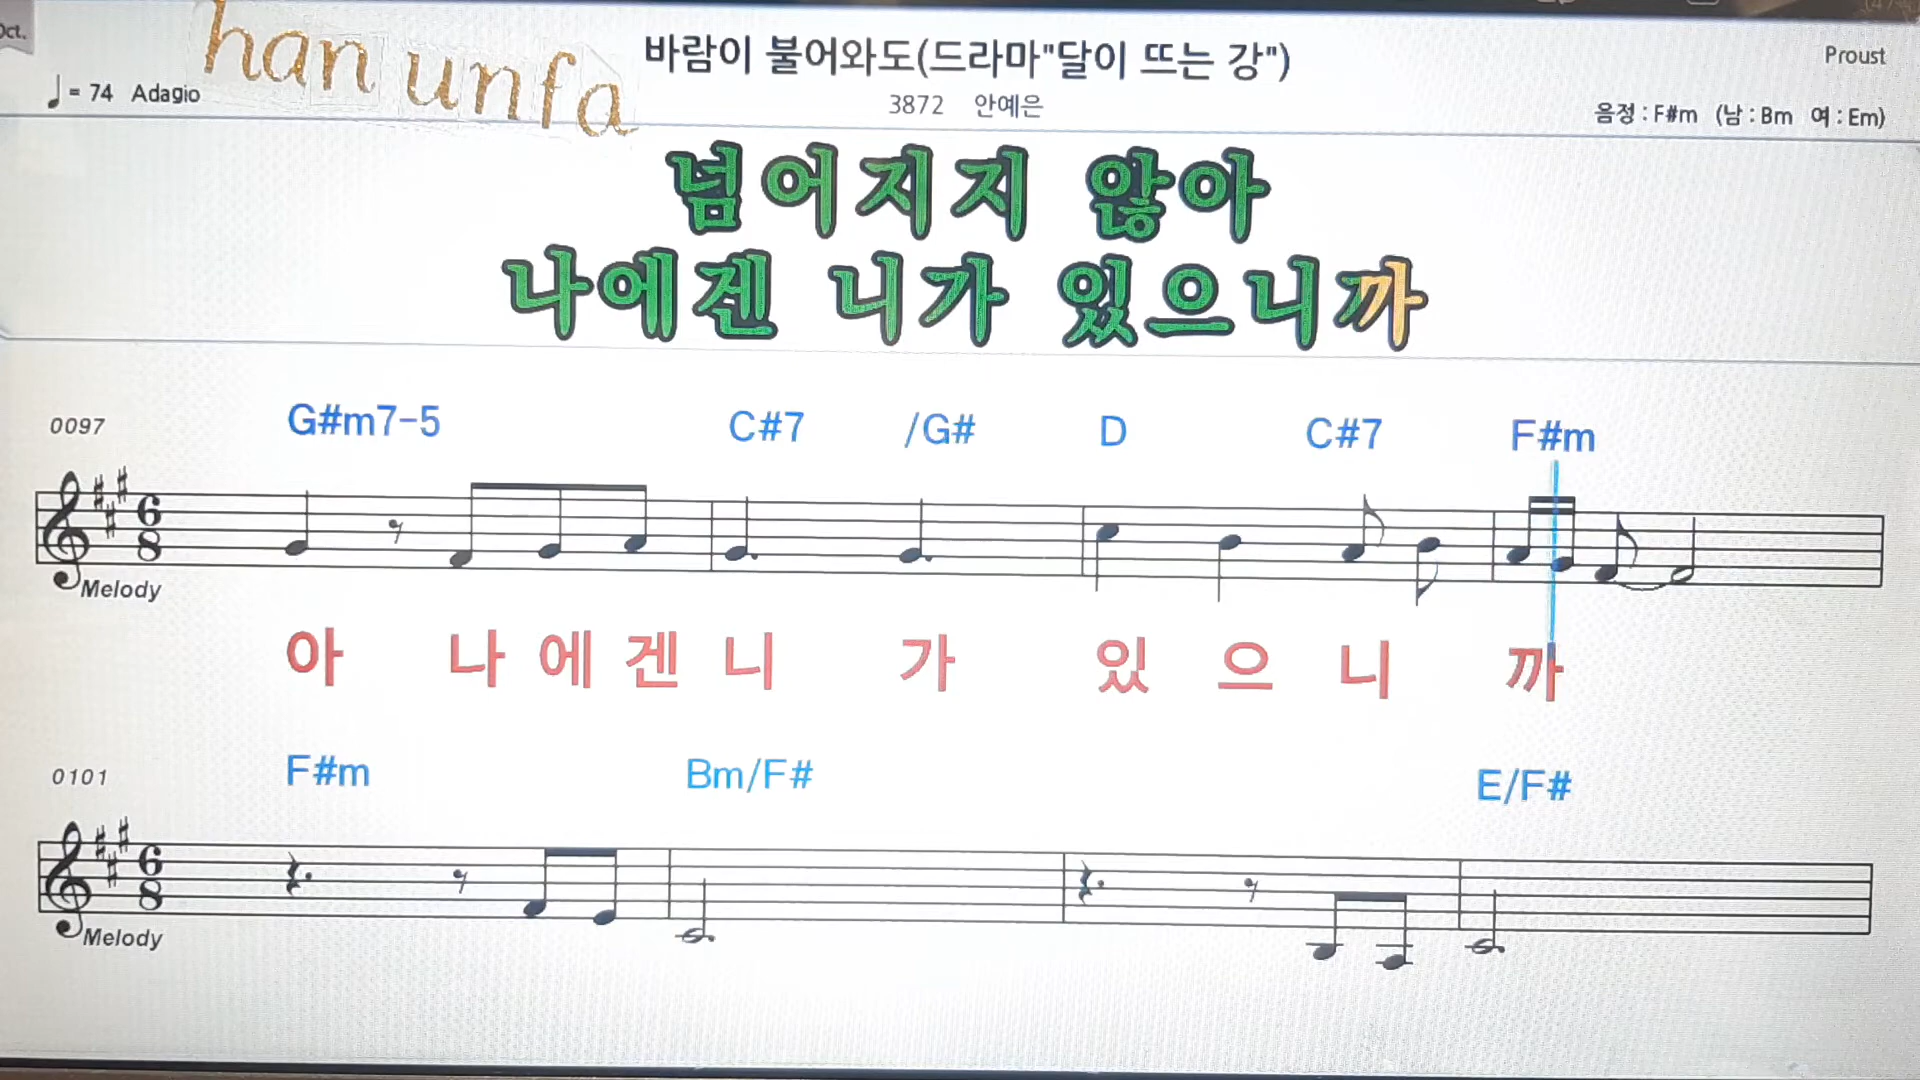 Oct.
han unfa
바람이 불어와도(드라마"달이 뜨는 강")
Proust
♩= 74 Adagio
3872 안예은
음정 : F#m (남 : Bm 여 : Em)
넘어지지 않아
나에겐 니가 있으니까
0097
G#m7-5 C#7 /G# D C#7 F#m
6
8
Melody
아 나 에 겐 니 가 있 으 니 까
0101
F#m Bm/F# E/F#
6
8
Melody